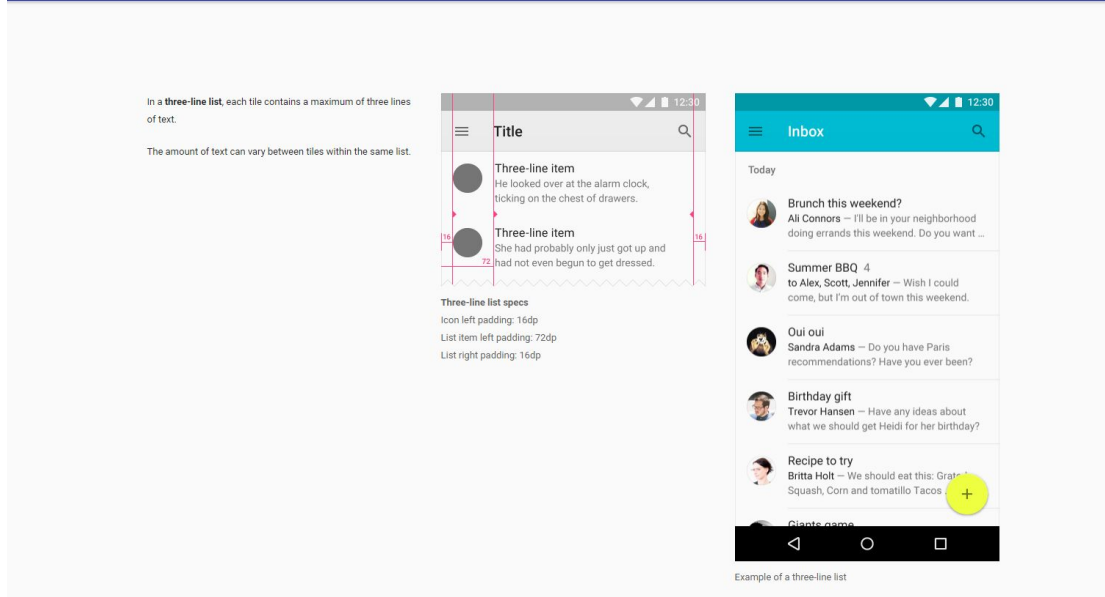 In a three-line list, each tile contains a maximum of three lines
of text.
The amount of text can vary between tiles within the same list.
12:30
Title
Three-line item
He looked over at the alarm clock,
ticking on the chest of drawers.
Three-line item
She had probably only just got up and
had not even begun to get dressed.
16
16
72
Three-line list specs
Icon left padding: 16dp
List item left padding: 72dp
List right padding: 16dp
12:30
Inbox
Today
Brunch this weekend?
Ali Connors — I'll be in your neighborhood
doing errands this weekend. Do you want ...
Summer BBQ 4
to Alex, Scott, Jennifer — Wish I could
come, but I'm out of town this weekend.
Oui oui
Sandra Adams — Do you have Paris
recommendations? Have you ever been?
Birthday gift
Trevor Hansen — Have any ideas about
what we should get Heidi for her birthday?
Recipe to try
Britta Holt — We should eat this:
Squash, Corn and tomatillo Tacos
Giants game
Example of a three-line list